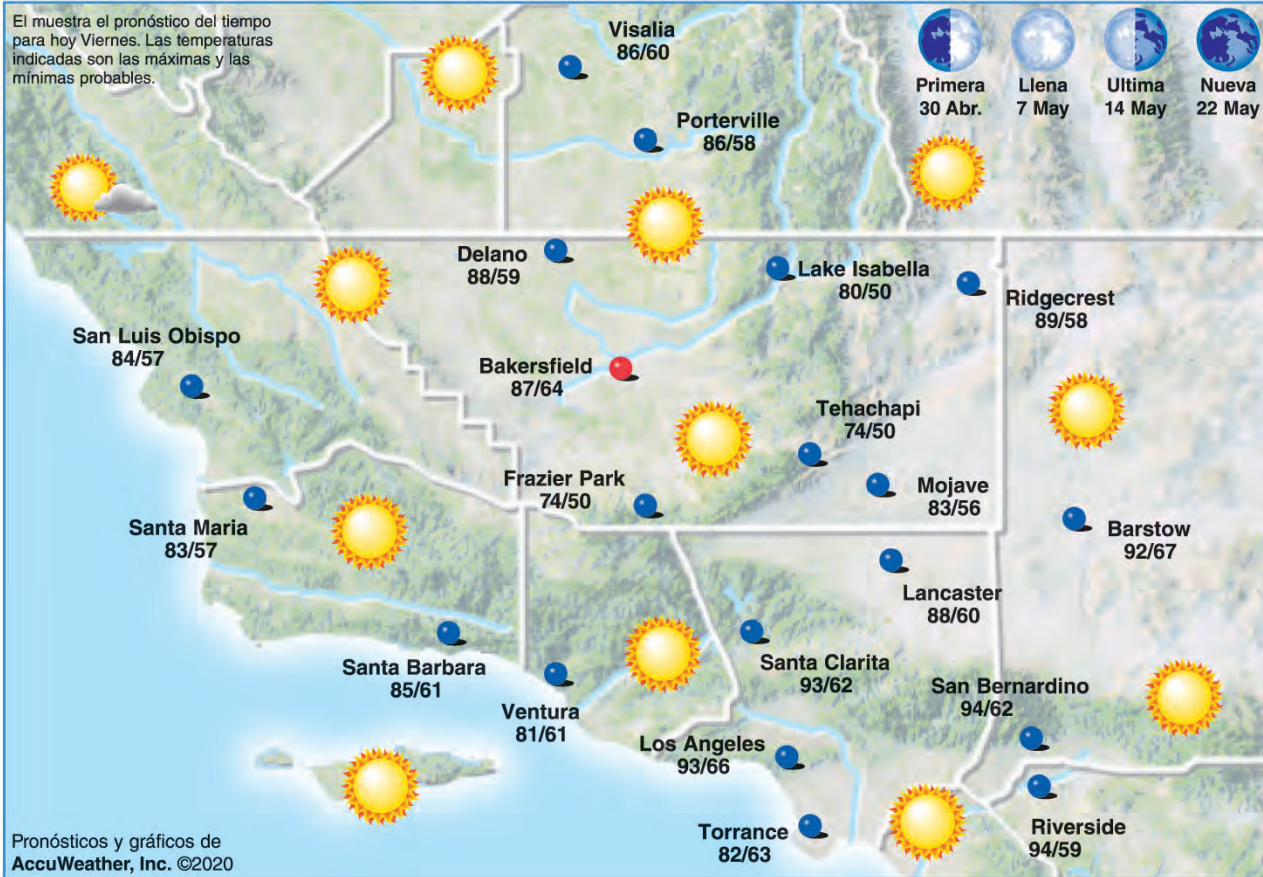 El muestra el pronóstico del tiempo
para hoy Viernes. Las temperaturas
indicadas son las máximas y las
mínimas probables.
Visalia
86/60
Primera
30 Abr.
Llena
7 May
Ultima
14 May
Nueva
22 May
Porterville
86/58
Delano
88/59
Lake Isabella
80/50
Ridgecrest
89/58
San Luis Obispo
84/57
Bakersfield
87/64
Tehachapi
74/50
Frazier Park
74/50
Mojave
83/56
Santa Maria
83/57
Barstow
92/67
Lancaster
88/60
Santa Barbara
85/61
Santa Clarita
93/62
San Bernardino
94/62
Ventura
81/61
Los Angeles
93/66
Torrance
82/63
Riverside
94/59
Pronósticos y gráficos de
AccuWeather, Inc. ©2020